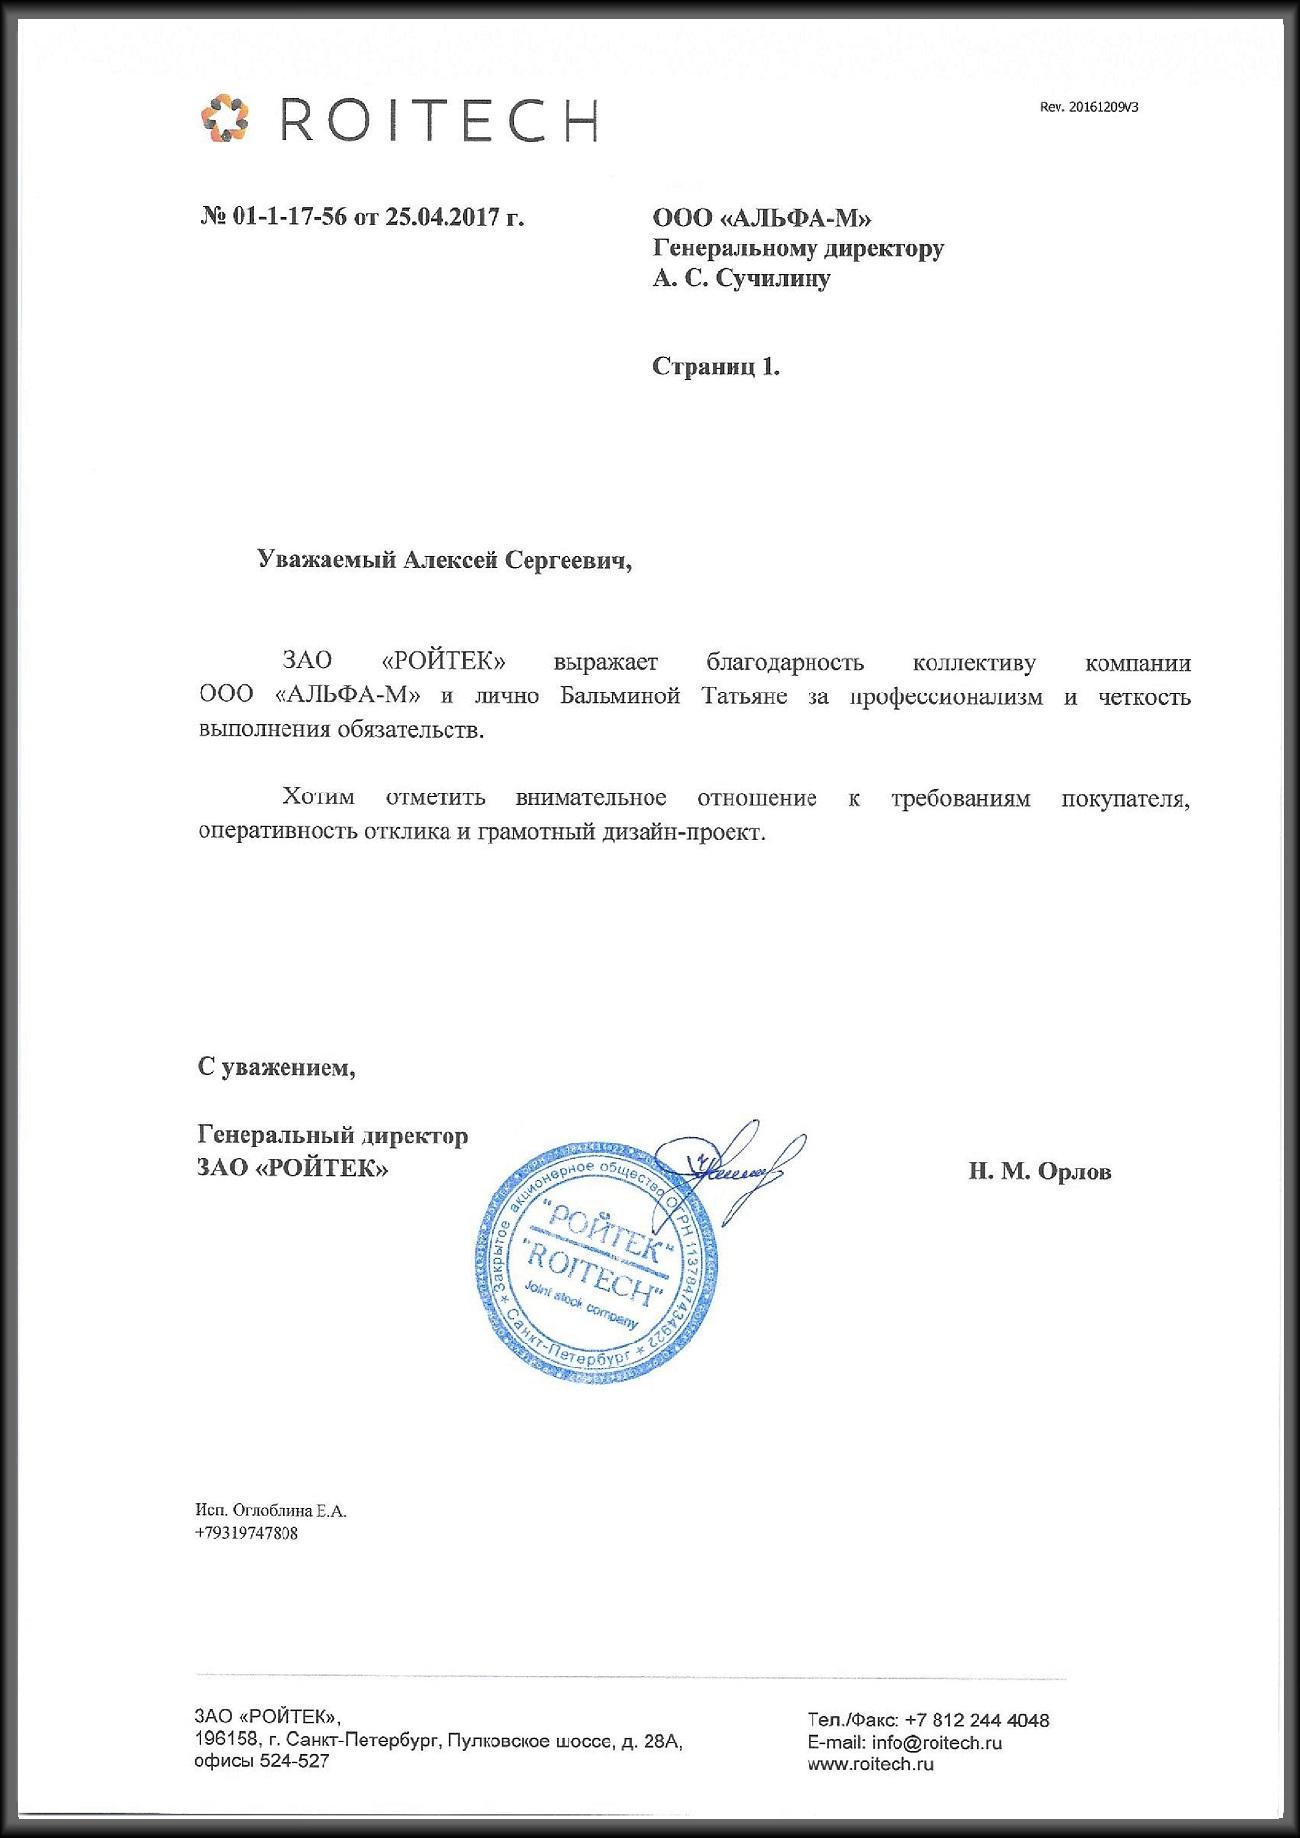 ROITECH
Rev. 20161209V3
№ 01-1-17-56 от 25.04.2017 г.
ООО «АЛЬФА-М»
Генеральному директору
А. С. Сучилину
Страниц 1.
Уважаемый Алексей Сергеевич,
ЗАО «РОЙТЕК» выражает благодарность коллективу компании
ООО «АЛЬФА-М» и лично Бальминой Татьяне за профессионализм и четкость
выполнения обязательств.
Хотим отметить внимательное отношение к требованиям покупателя,
оперативность отклика и грамотный дизайн-проект.
С уважением,
Генеральный директор
ЗАО «РОЙТЕК»
Н. М. Орлов
Закрытое акционерное общество ОГРН 1137847434922
"РОЙТЕК"
"ROITECH"
Joint stock company
* Санкт-Петербург *
Исп. Оглоблина Е.А.
+79319747808
ЗАО «РОЙТЕК»,
196158, г. Санкт-Петербург, Пулковское шоссе, д. 28А,
офисы 524-527
Тел./Факс: +7 812 244 4048
E-mail: info@roitech.ru
www.roitech.ru